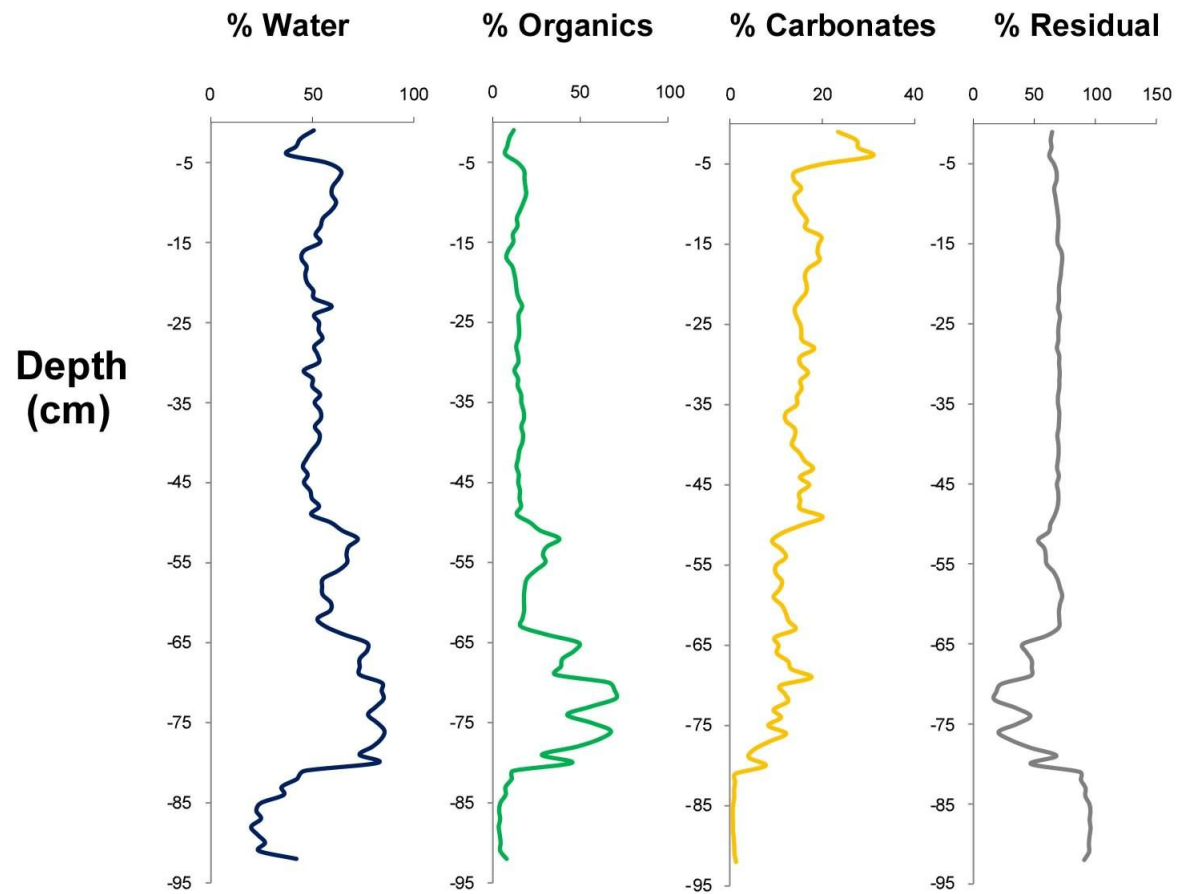 % Water % Organics % Carbonates % Residual
0 50 100 0 50 100 0 20 40 0 50 100 150
-5 -5 -5 -5
-15 -15 -15 -15
-25 -25 -25 -25
Depth
(cm)
-35 -35 -35 -35
-45 -45 -45 -45
-55 -55 -55 -55
-65 -65 -65 -65
-75 -75 -75 -75
-85 -85 -85 -85
-95 -95 -95 -95